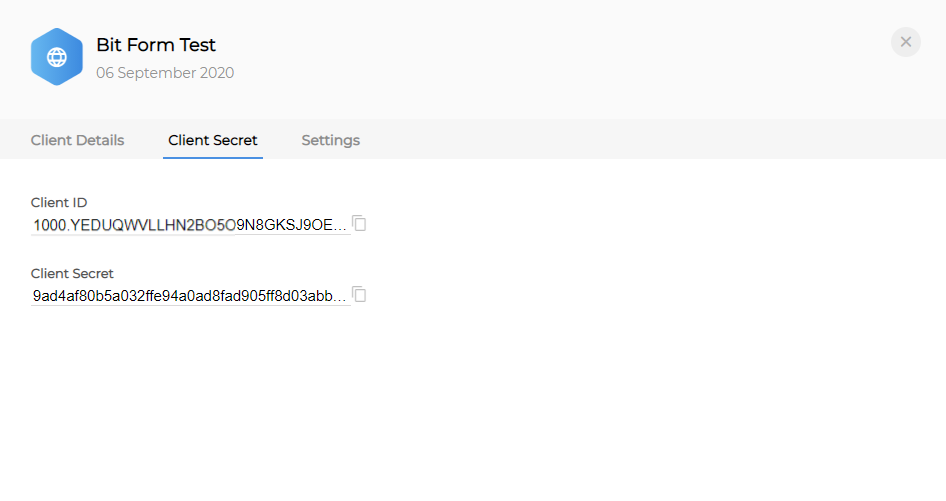 Bit Form Test
06 September 2020
Client Details Client Secret Settings
Client ID
1000.YEDUQWVLLHN2BO5O9N8GKSJ9OE...
Client Secret
9ad4af80b5a032ffe94a0ad8fad905ff8d03abb...